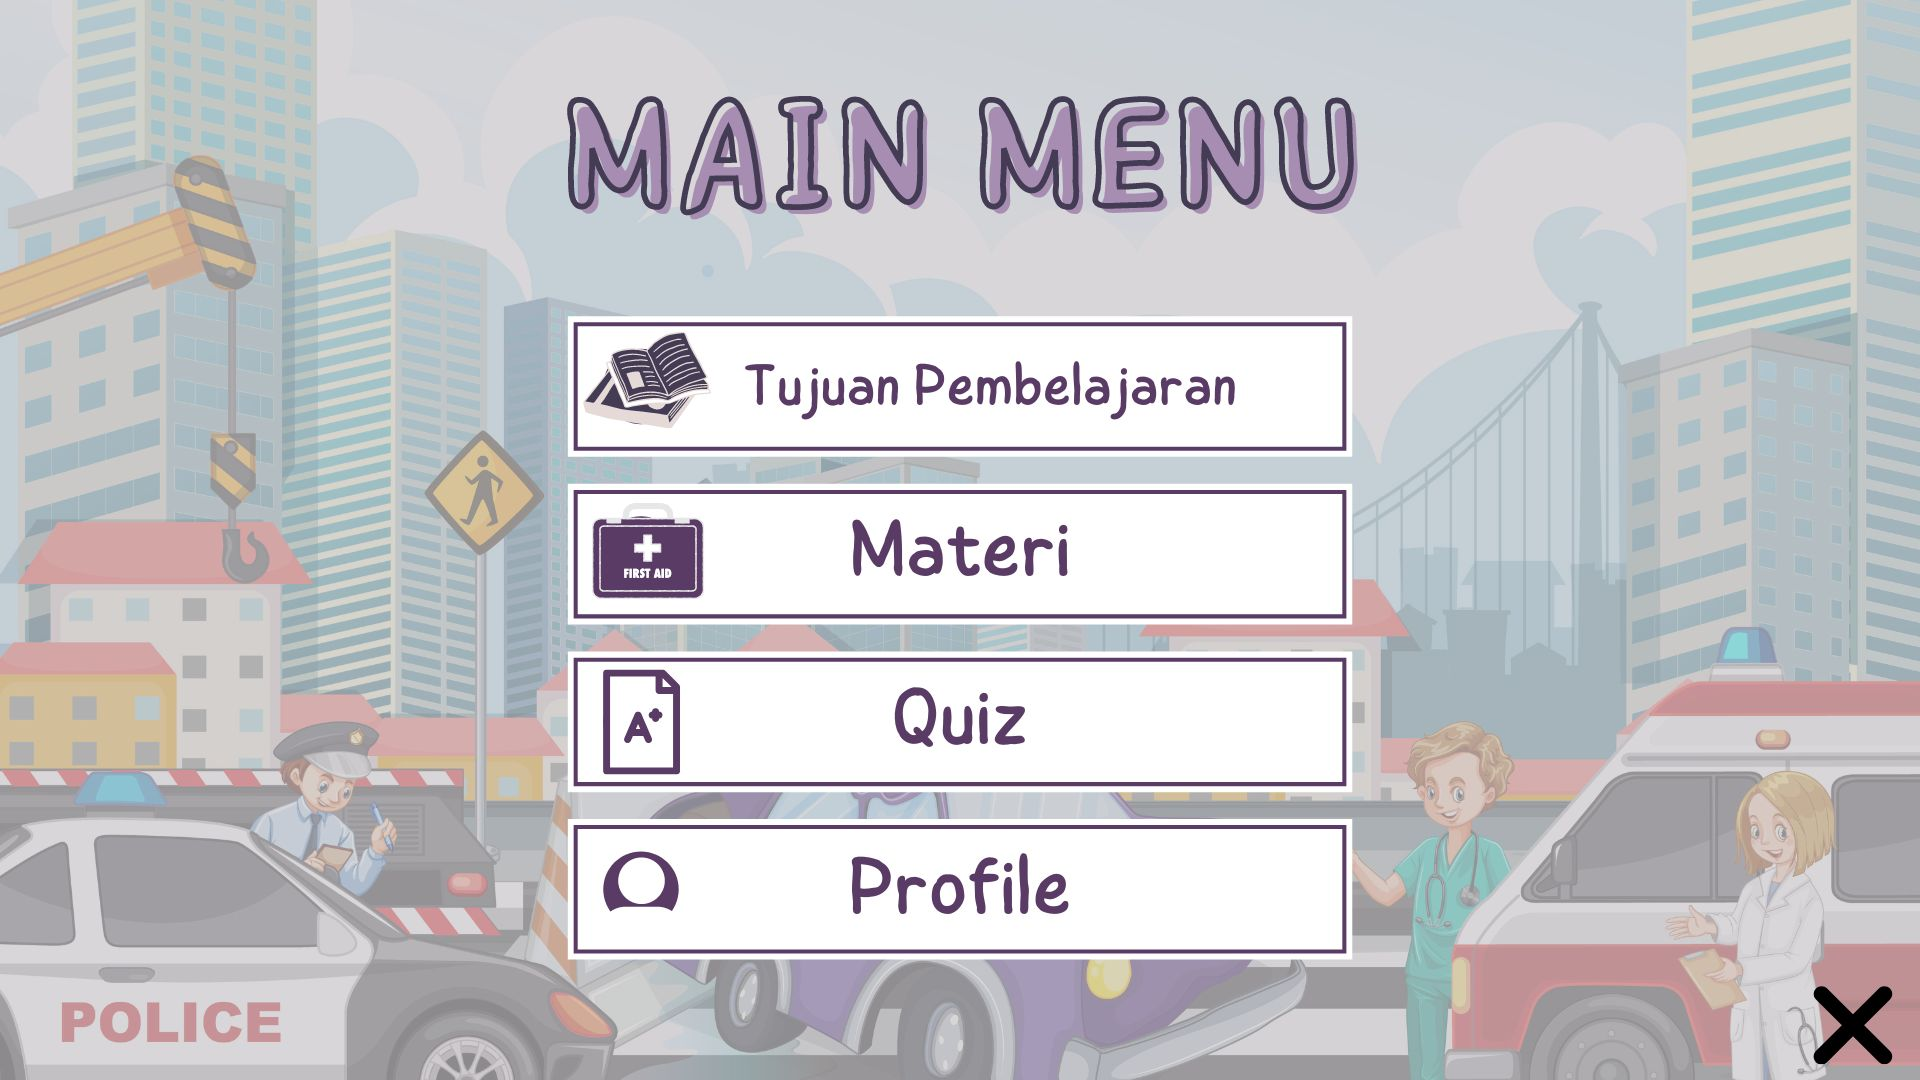 MAIN MENU
Tujuan Pembelajaran
FIRST AID
Materi
A+
Quiz
Profile
POLICE